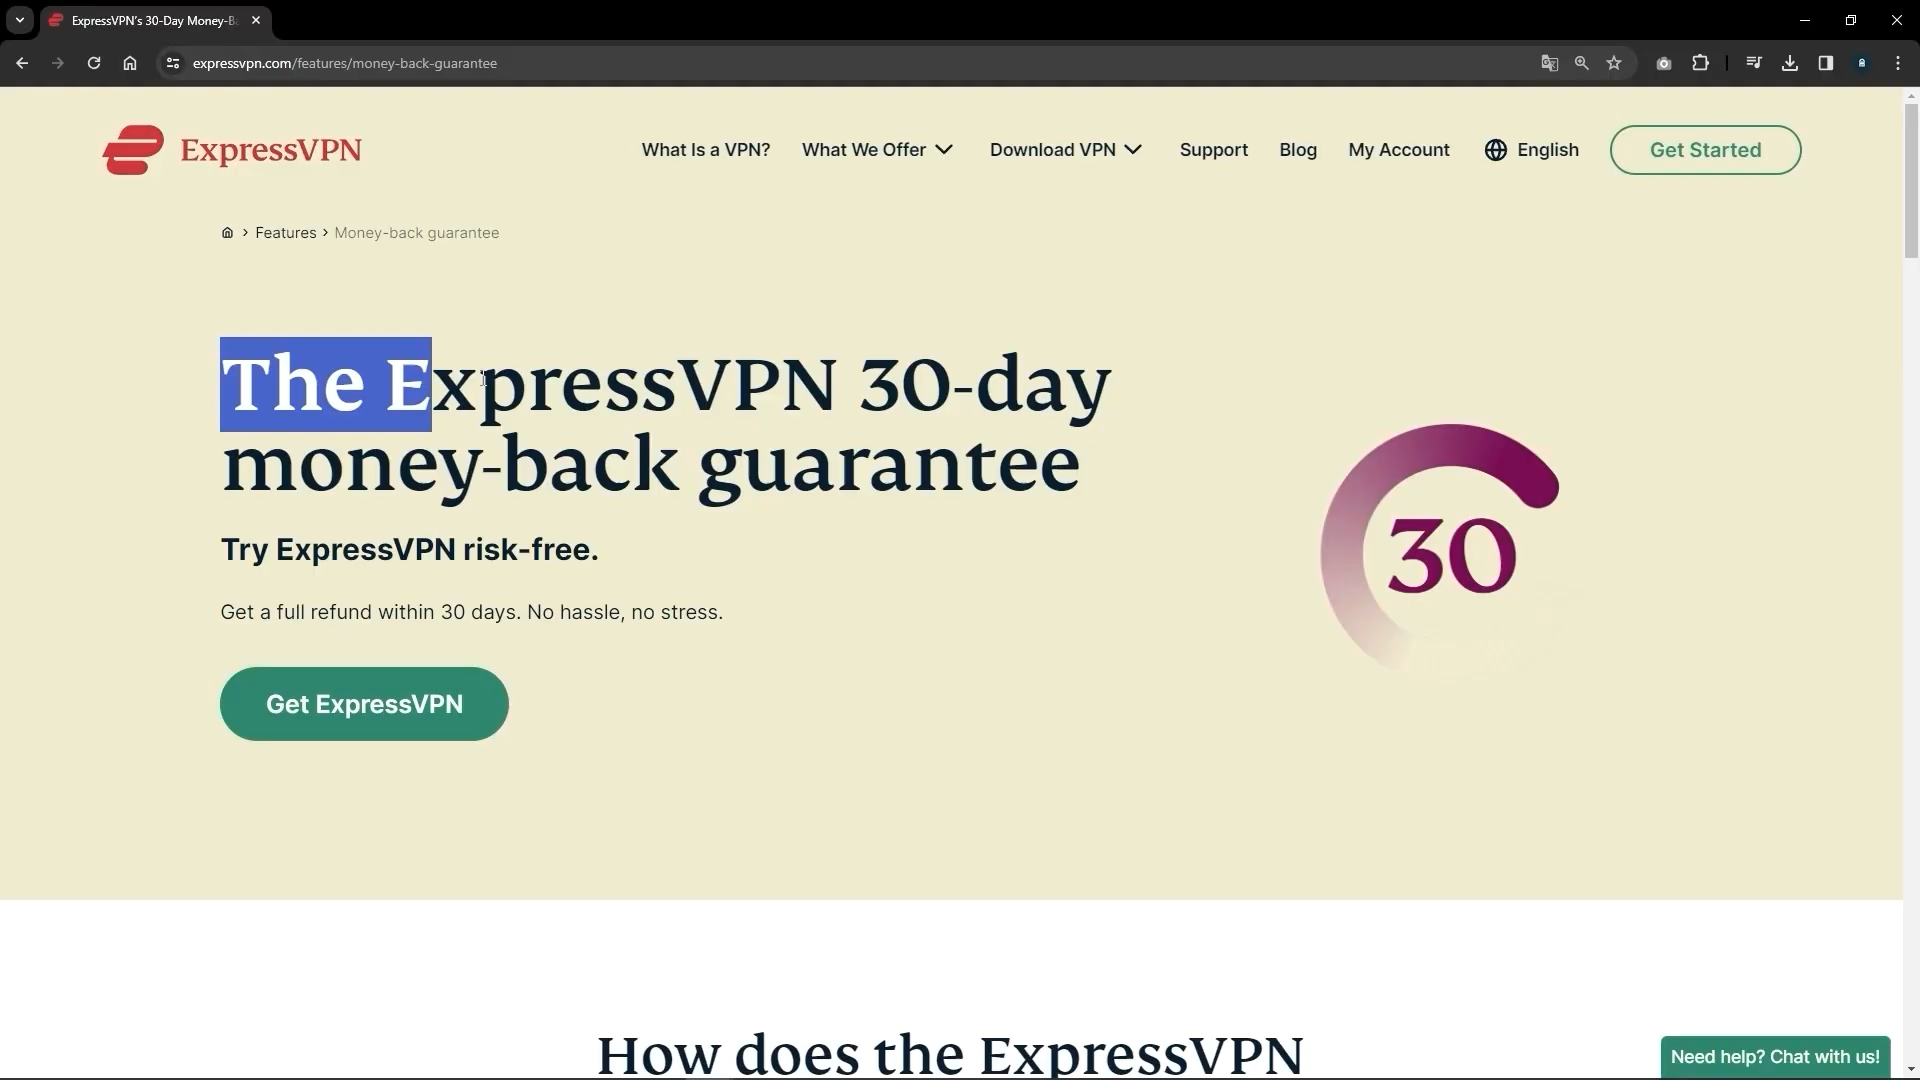 ExpressVPN's 30-Day Money-B
expressvpn.com/features/money-back-guarantee
ExpressVPN
What Is a VPN?
What We Offer
Download VPN
Support
Blog
My Account
English
Get Started
Features > Money-back guarantee
The ExpressVPN 30-day
money-back guarantee
Try ExpressVPN risk-free.
Get a full refund within 30 days. No hassle, no stress.
30
Get ExpressVPN
How does the ExpressVPN
Need help? Chat with us!